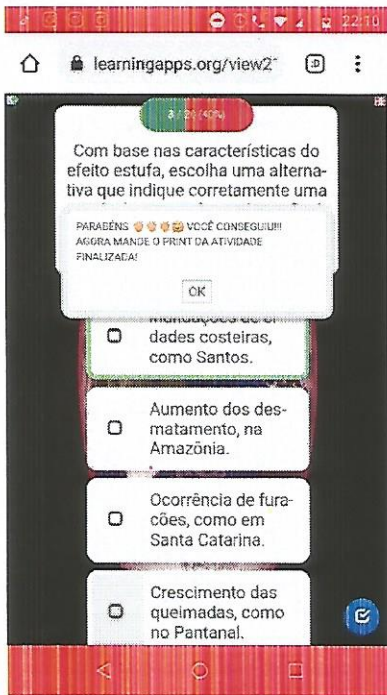 22:10
learningapps.org/view2
:D
Com base nas características do
efeito estufa, escolha uma alterna-
tiva que indique corretamente uma
PARABÉNS VOCÊ CONSEGUIU!!!
AGORA MANDE O PRINT DA ATIVIDADE
FINALIZADA!
OK
dades costeiras,
como Santos.
Aumento dos des-
matamento, na
Amazônia.
Ocorrência de fura-
cões, como em
Santa Catarina.
Crescimento das
queimadas, como
no Pantanal.